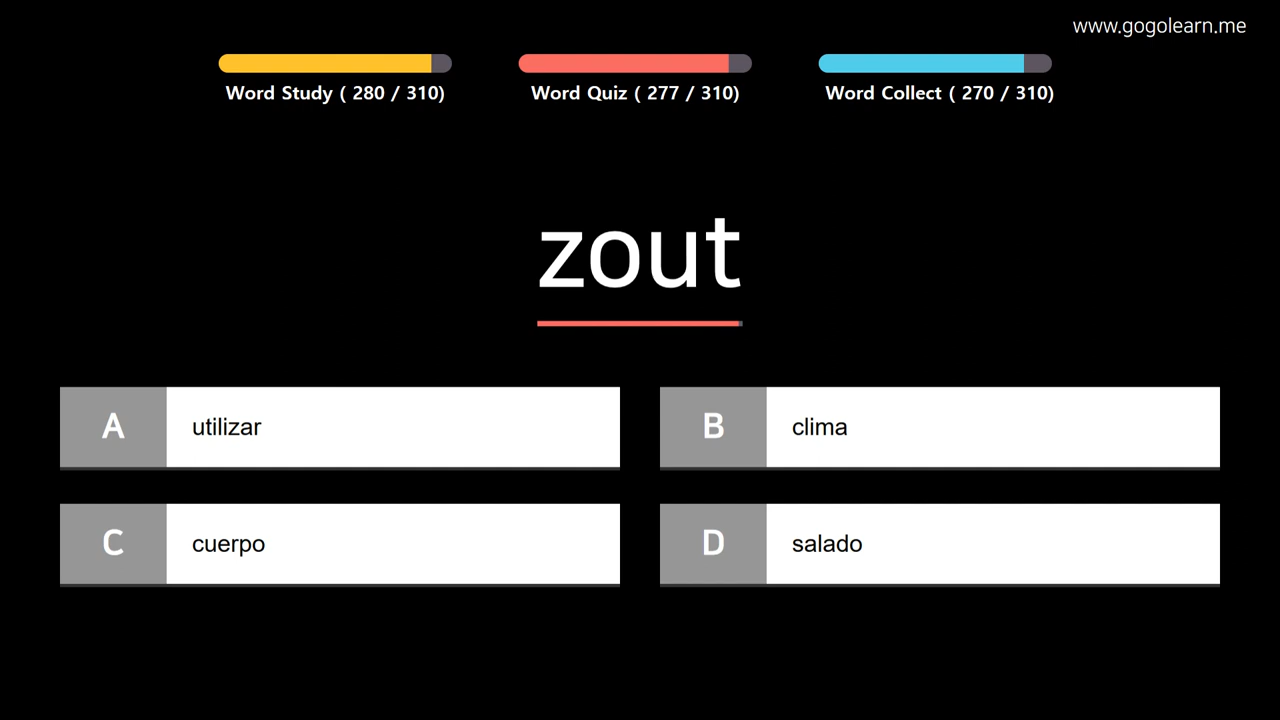 www.gogolearn.me
Word Study ( 280 / 310)
Word Quiz ( 277 / 310)
Word Collect ( 270 / 310)
zout
A utilizar
B clima
C cuerpo
D salado